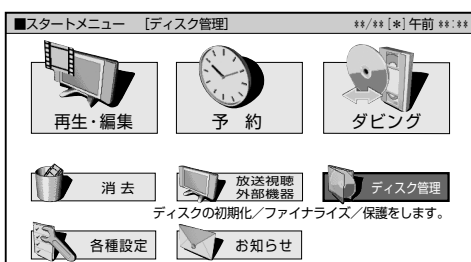 ■スタートメニュー [ディスク管理] **/**[*]午前**:**
再生・編集 予約 ダビング
消去 放送視聴 外部機器 ディスク管理
ディスクの初期化／ファイナライズ／保護をします。
各種設定 お知らせ